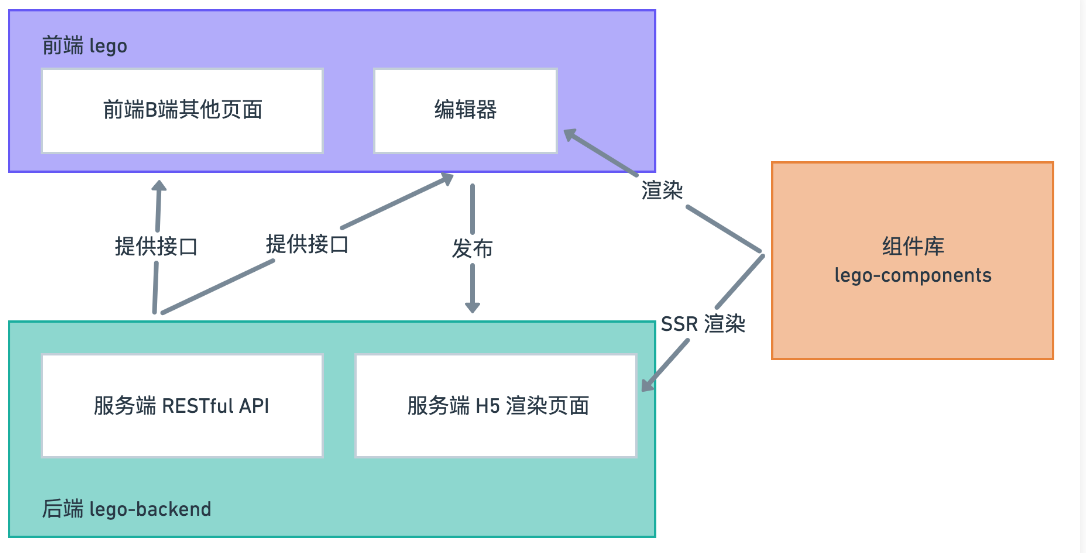 前端 lego
前端B端其他页面
编辑器
渲染
提供接口
提供接口
发布
组件库
lego-components
SSR 渲染
服务端 RESTful API
服务端 H5 渲染页面
后端 lego-backend